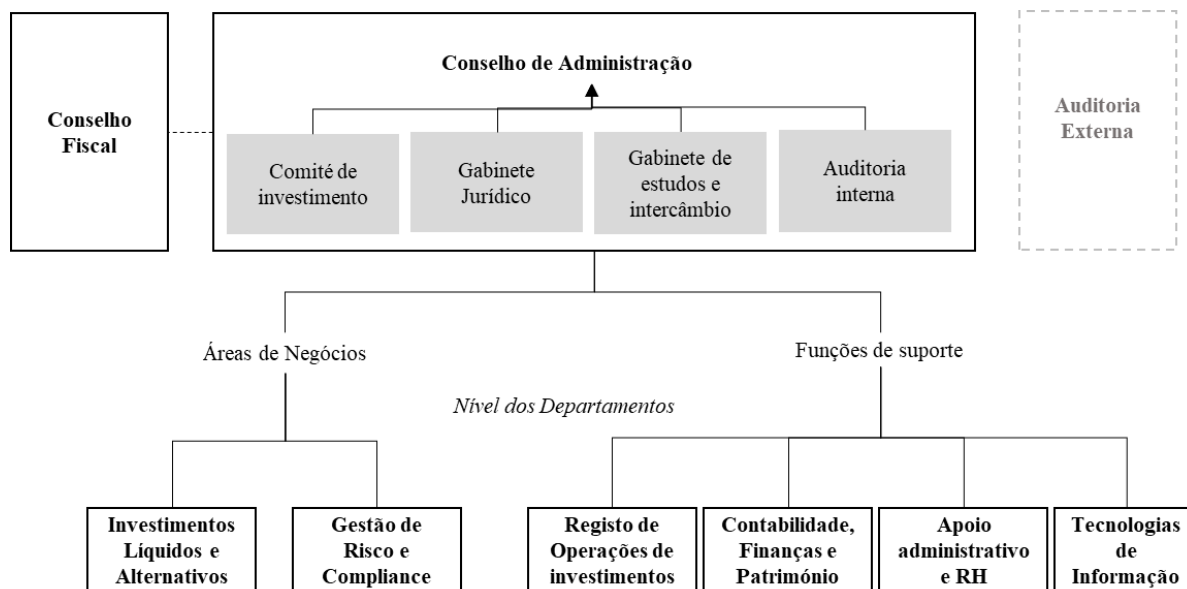 Conselho
Fiscal
Conselho de Administração
Comité de
investimento
Gabinete
Jurídico
Gabinete de
estudos e
intercâmbio
Auditoria
interna
Auditoria
Externa
Áreas de Negócios
Funções de suporte
Nível dos Departamentos
Investimentos
Líquidos e
Alternativos
Gestão de
Risco e
Compliance
Registo de
Operações de
investimentos
Contabilidade,
Finanças e
Património
Apoio
administrativo
e RH
Tecnologias
de
Informação